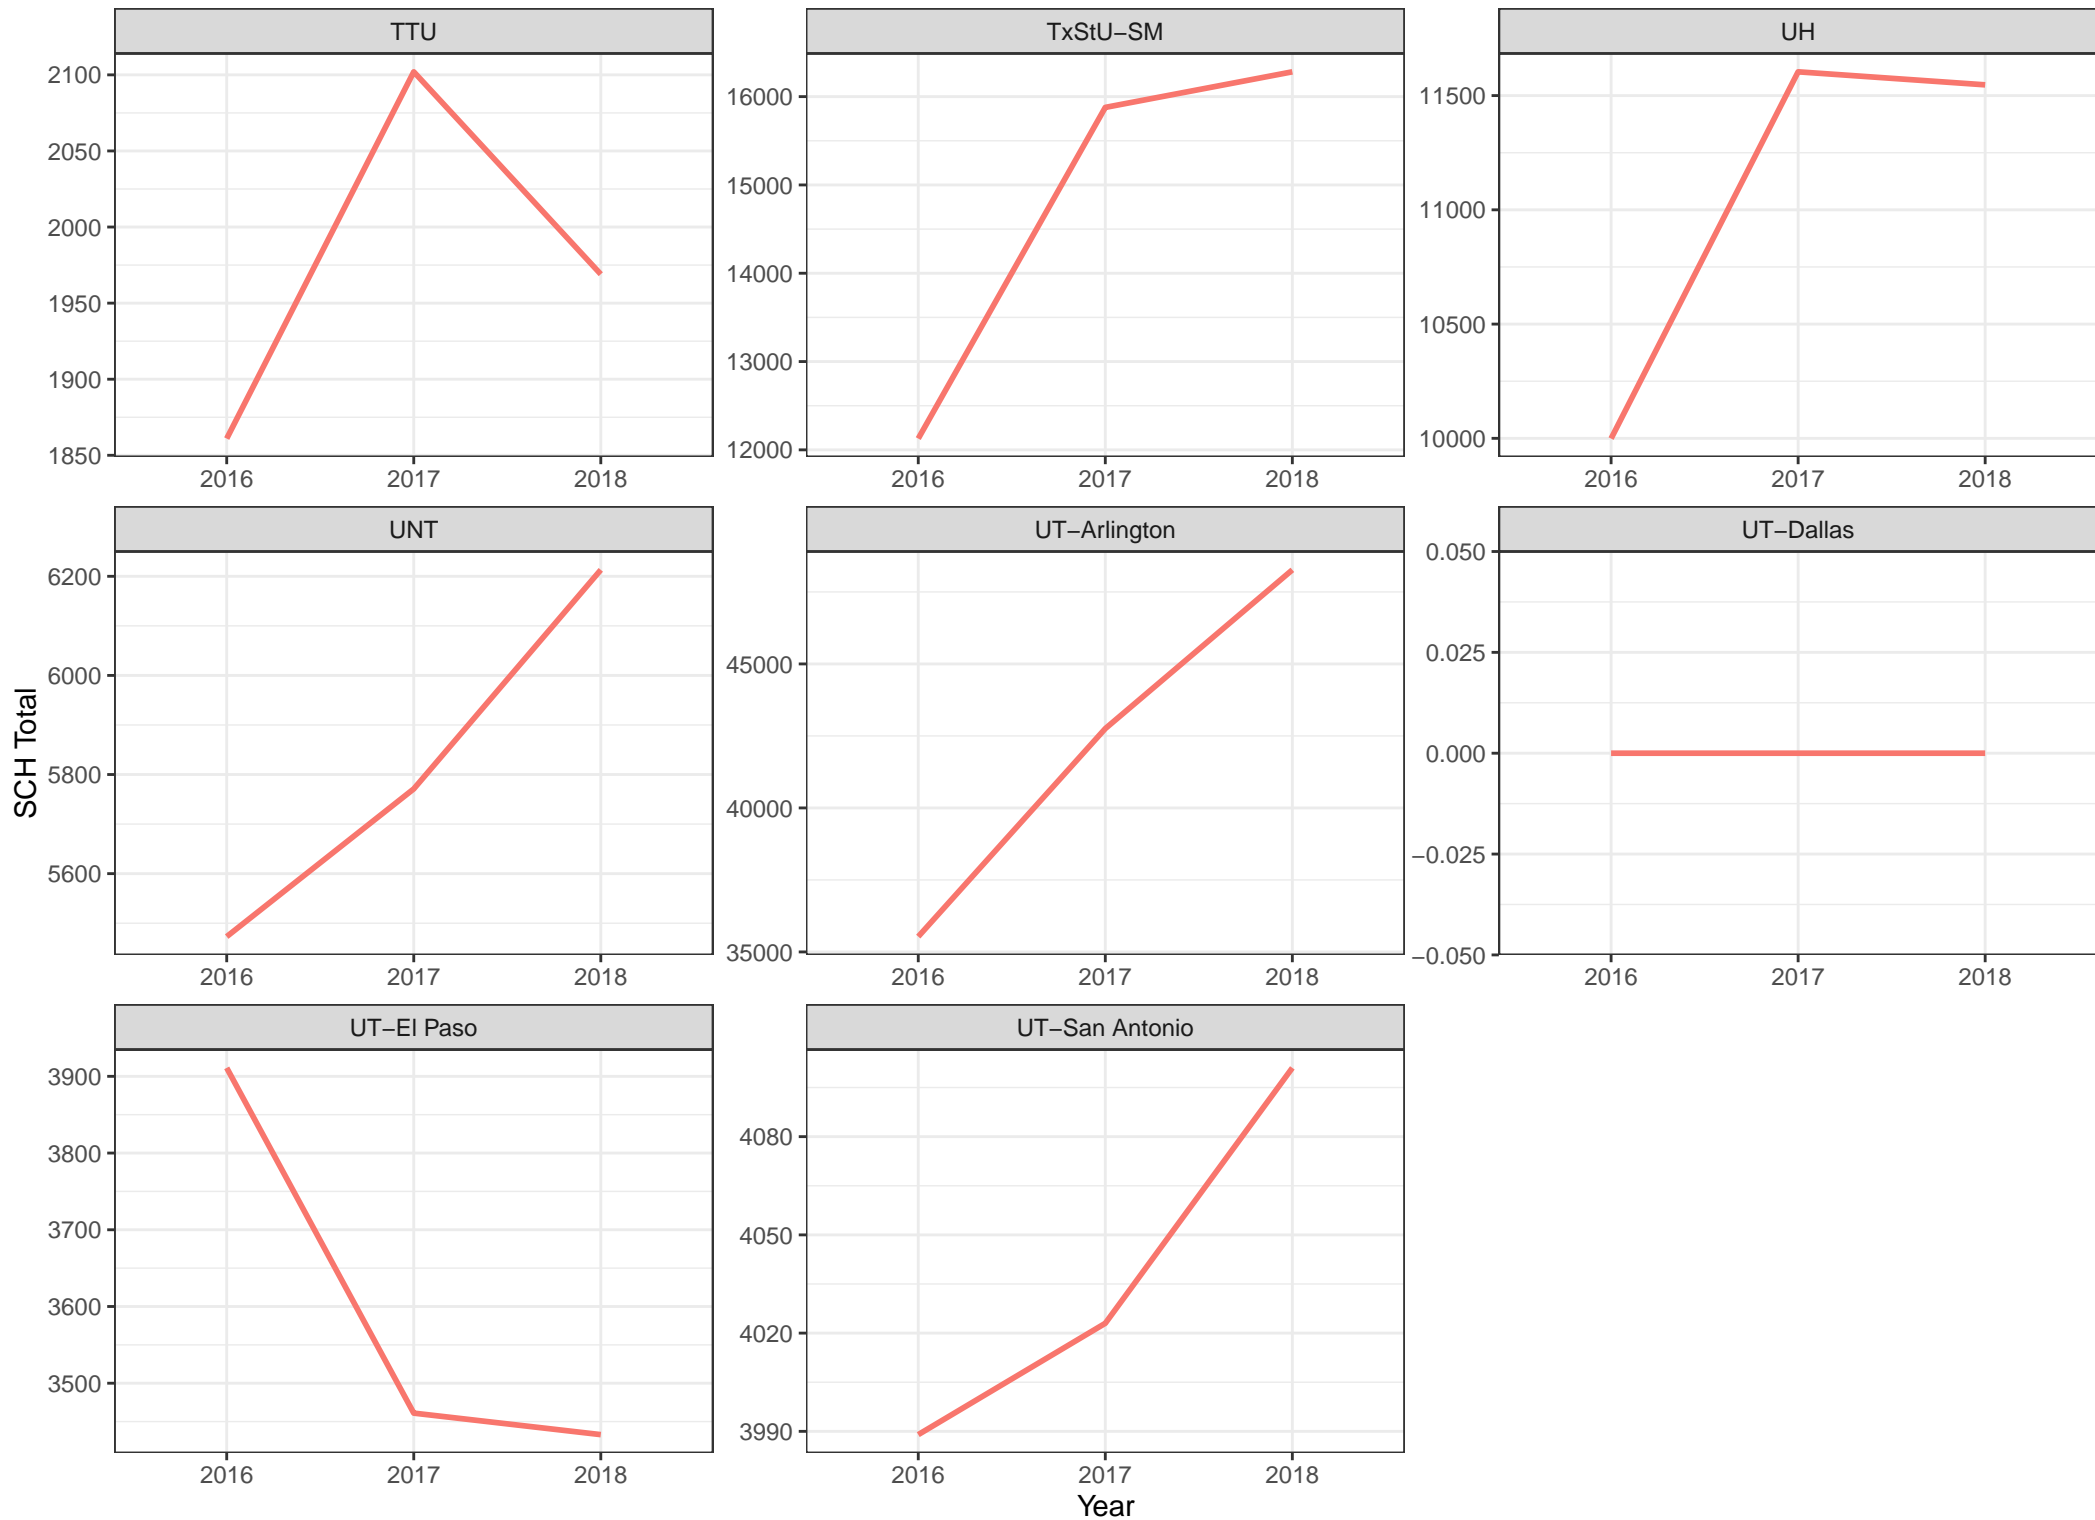 TTU
TxStU−SM
UH
2100
2050
2000
1950
1900
1850
16000
15000
14000
13000
12000
11500
11000
10500
10000
2016 2017 2018
2016 2017 2018
2016 2017 2018
UNT
UT−Arlington
UT−Dallas
6200
6000
5800
5600
45000
40000
35000
0.050
0.025
0.000
−0.025
−0.050
2016 2017 2018
2016 2017 2018
2016 2017 2018
UT−El Paso
UT−San Antonio
3900
3800
3700
3600
3500
4080
4050
4020
3990
2016 2017 2018
2016 2017 2018
Year
SCH Total